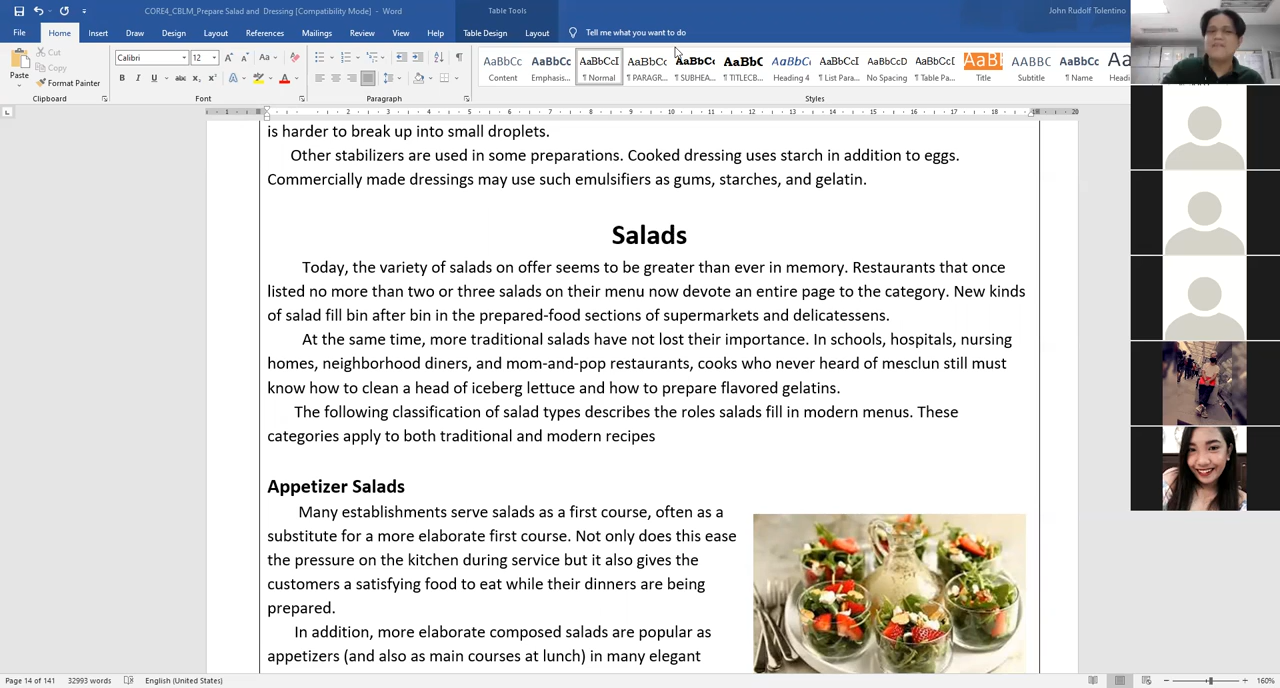 CORE4_CBLM_Prepare Salad and Dressing [Compatibility Mode] - Word
Table Tools
John Rudolf Tolentino
File Home Insert Draw Design Layout References Mailings Review View Help Table Design Layout Tell me what you want to do
Paste
Cut
Copy
Format Painter
Clipboard
Calibri 12
Font
Paragraph
AaBbCc Content
AaBbCc Emphasis...
AaBbCcI ¶ Normal
AaBbCc ¶ PARAGR...
AaBbCc ¶ SUBHEA...
AaBbC ¶ TITLECB...
AaBbCc Heading 4
AaBbCcI ¶ List Para...
AaBbCcD No Spacing
AaBbCcI ¶ Table Pa...
AaBl Title
AABBC Subtitle
AaBbCc ¶ Name
Aa Headi
Styles
is harder to break up into small droplets.
Other stabilizers are used in some preparations. Cooked dressing uses starch in addition to eggs.
Commercially made dressings may use such emulsifiers as gums, starches, and gelatin.
Salads
Today, the variety of salads on offer seems to be greater than ever in memory. Restaurants that once
listed no more than two or three salads on their menu now devote an entire page to the category. New kinds
of salad fill bin after bin in the prepared-food sections of supermarkets and delicatessens.
At the same time, more traditional salads have not lost their importance. In schools, hospitals, nursing
homes, neighborhood diners, and mom-and-pop restaurants, cooks who never heard of mesclun still must
know how to clean a head of iceberg lettuce and how to prepare flavored gelatins.
The following classification of salad types describes the roles salads fill in modern menus. These
categories apply to both traditional and modern recipes
Appetizer Salads
Many establishments serve salads as a first course, often as a
substitute for a more elaborate first course. Not only does this ease
the pressure on the kitchen during service but it also gives the
customers a satisfying food to eat while their dinners are being
prepared.
In addition, more elaborate composed salads are popular as
appetizers (and also as main courses at lunch) in many elegant
Page 14 of 141 32993 words English (United States) 160%